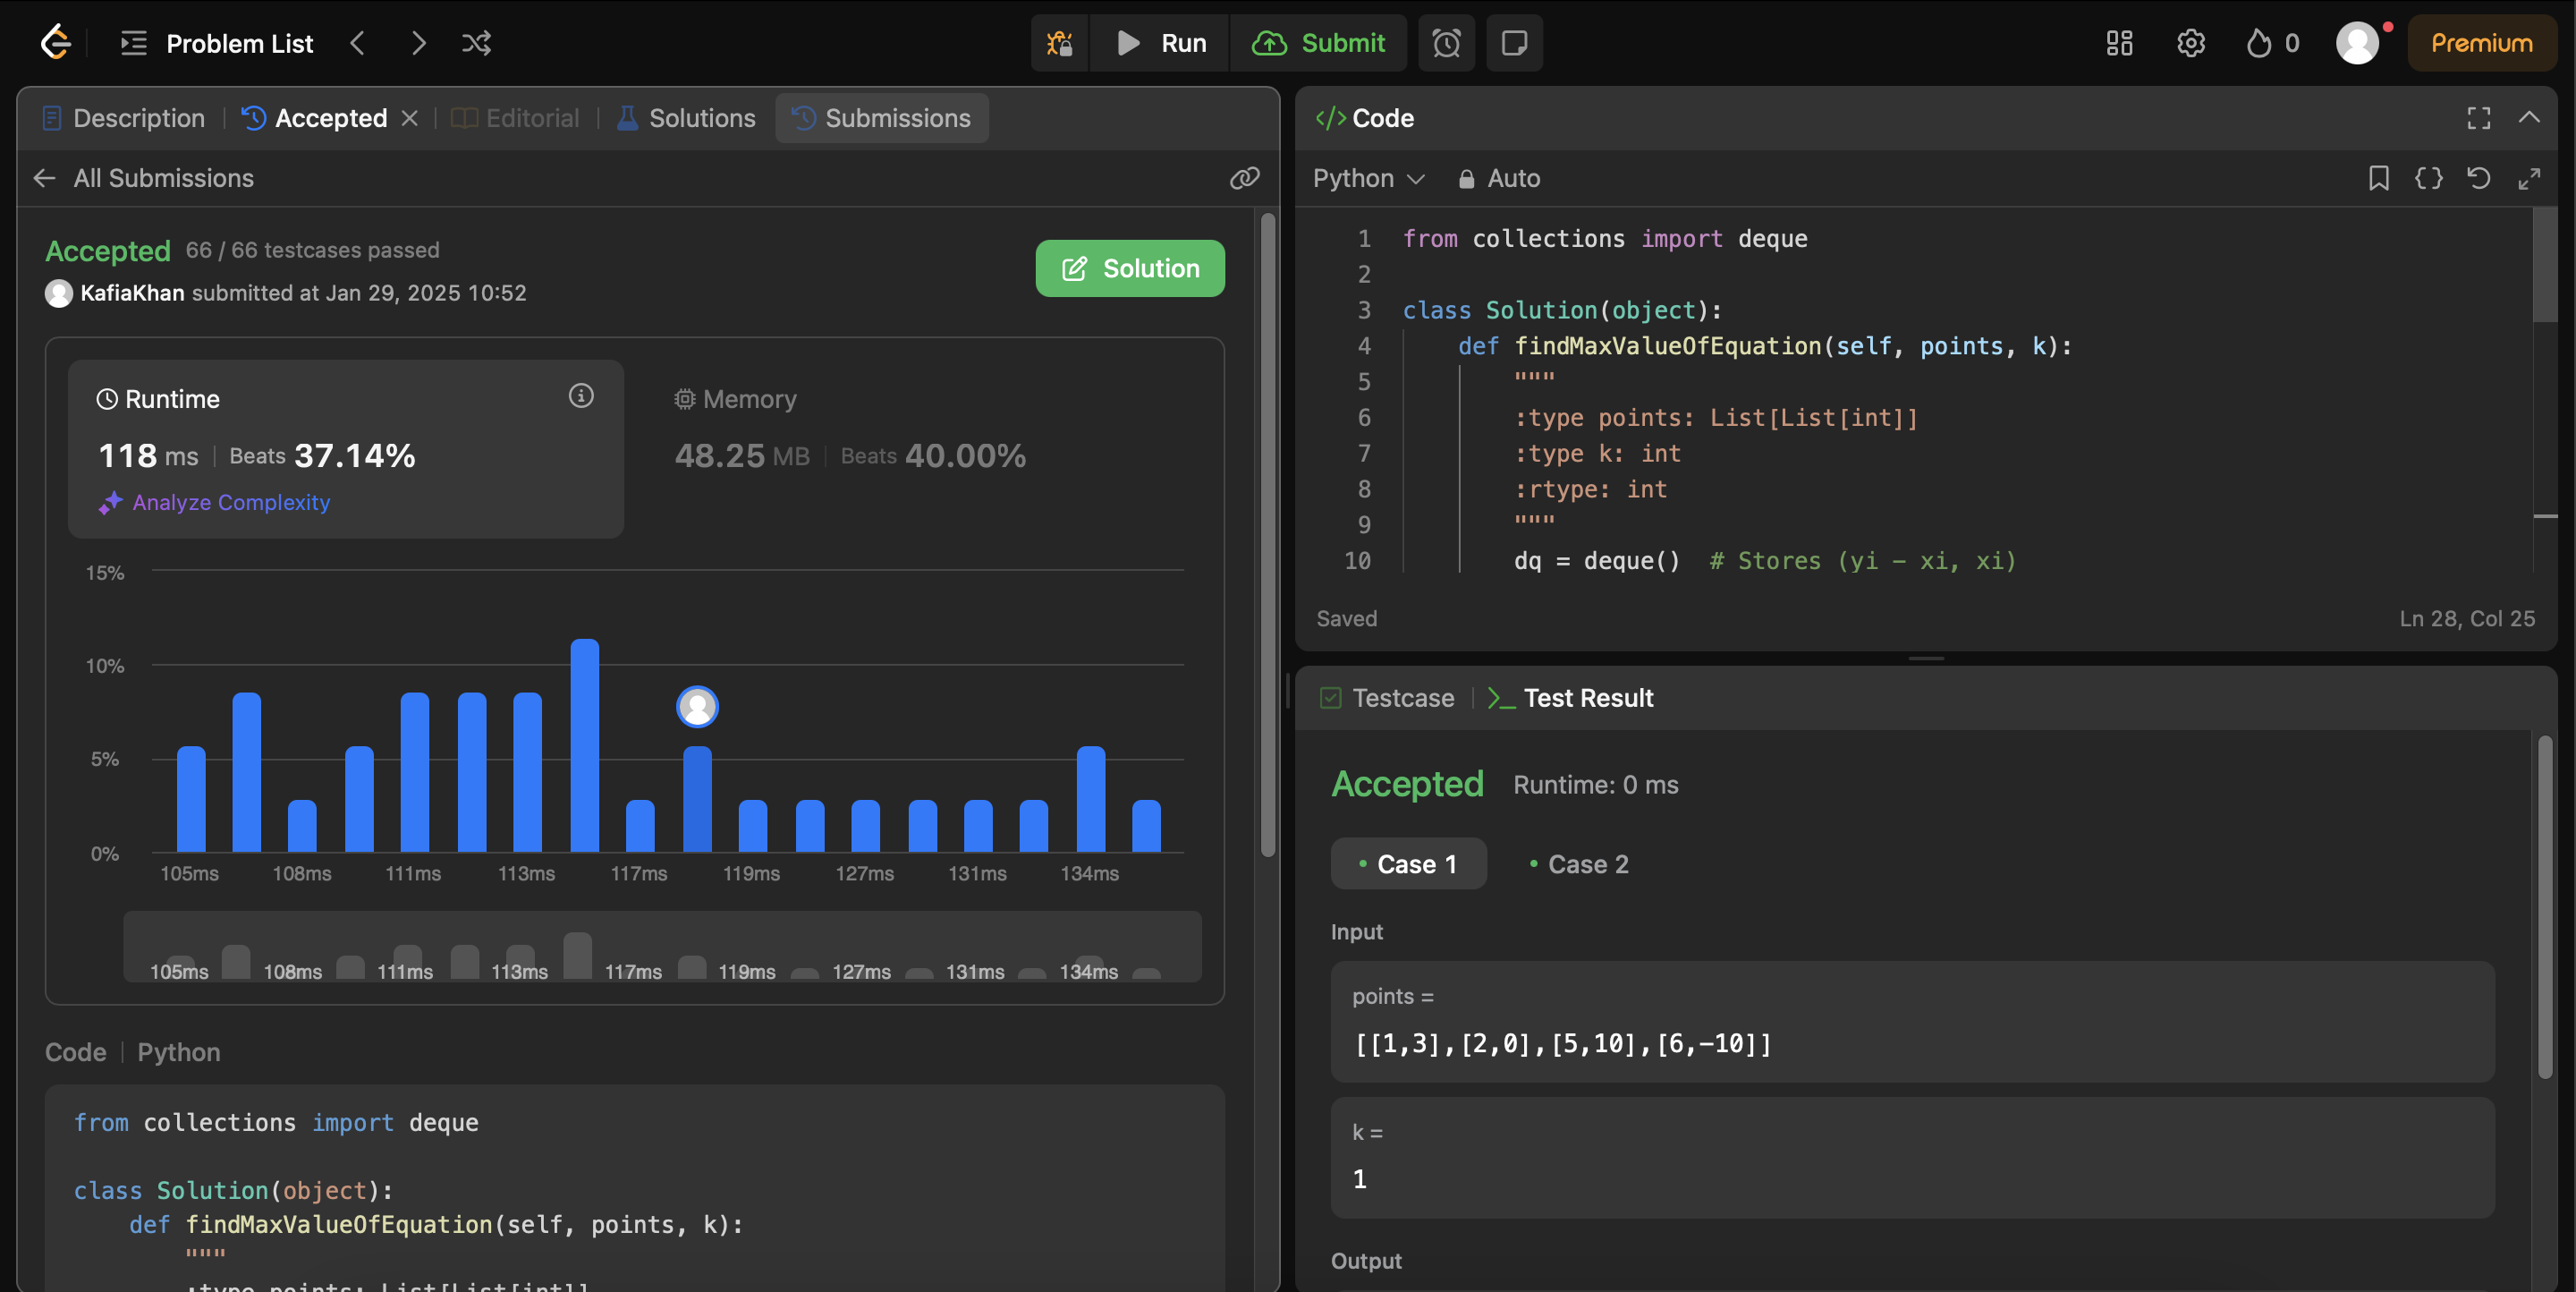 Problem List
Run
Submit
0
Premium
Description
Accepted
Editorial
Solutions
Submissions
All Submissions
Accepted 66 / 66 testcases passed
KafiaKhan submitted at Jan 29, 2025 10:52
Solution
Runtime
118 ms | Beats 37.14%
Analyze Complexity
Memory
48.25 MB | Beats 40.00%
15%
10%
5%
0%
105ms 108ms 111ms 113ms 117ms 119ms 127ms 131ms 134ms
105ms 108ms 111ms 113ms 117ms 119ms 127ms 131ms 134ms
Code | Python
from collections import deque
class Solution(object):
def findMaxValueOfEquation(self, points, k):
"""
:type points: List[List[int]]
</> Code
Python
Auto
1 from collections import deque
2
3 class Solution(object):
4 def findMaxValueOfEquation(self, points, k):
5 """
6 :type points: List[List[int]]
7 :type k: int
8 :rtype: int
9 """
10 dq = deque() # Stores (yi - xi, xi)
Saved
Ln 28, Col 25
Testcase
Test Result
Accepted Runtime: 0 ms
Case 1
Case 2
Input
points =
[[1,3],[2,0],[5,10],[6,-10]]
k =
1
Output